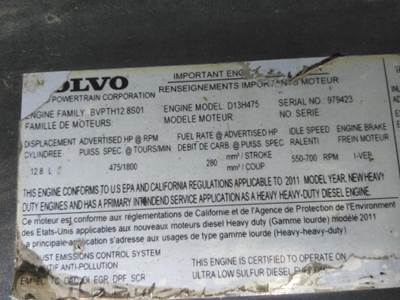 OLVO
POWERTRAIN CORPORATION
IMPORTANT
RENSEIGNEMENTS IMPORTANTS MOTEUR
ENGINE FAMILY: BVPTH12.8S01 ENGINE MODEL: D13H475 SERIAL NO: 979423
FAMILLE DE MOTEURS: MODELE MOTEUR: NO SERIE
DISPLACEMENT ADVERTISED HP @ RPM FUEL RATE @ ADVERTISED HP IDLE SPEED ENGINE BRAKE
CYLINDREE PUISS SPEC @ TOURS/MIN DEBIT DE CARB. @ PUISS SPEC. RALENTI FREIN MOTEUR
12.8 L 475/1800 280 mm³/STROKE 550-700 RPM I-VEB
mm³/COUP
THIS ENGINE CONFORMS TO U S EPA AND CALIFORNIA REGULATIONS APPLICABLE TO 2011 MODEL YEAR NEW HEAVY
DUTY ENGINES AND HAS A PRIMARY INTENDED SERVICE APPLICATION AS A HEAVY HEAVY-DUTY DIESEL ENGINE.
Ce moteur est conforme aux réglementations de Californie et de l'Agence de Protection de l'Environment
des Etats-Unis applicables aux nouveaux moteurs diesel Heavy duty (Gamme lourde) modèle 2011
La principale application s'adresse aux usages de type gamme lourde (Heavy-heavy-duty)
UST EMISSIONS CONTROL SYSTEM
ITIF ANTI-POLLUTION
TC, DDI EGR DPF, SCR
THIS ENGINE IS CERTIFIED TO
ULTRA LOW SULFUR DIESEL